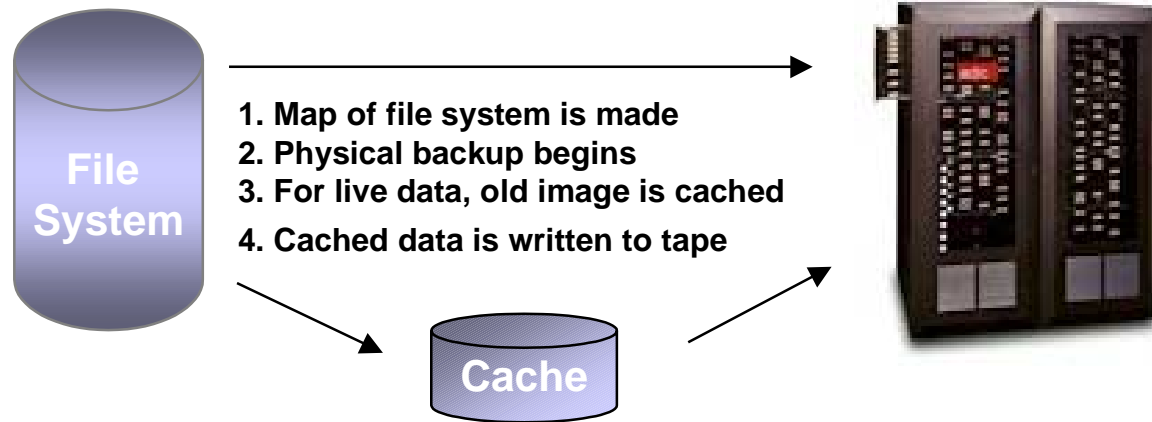 File
System
1. Map of file system is made
2. Physical backup begins
3. For live data, old image is cached
4. Cached data is written to tape
Cache